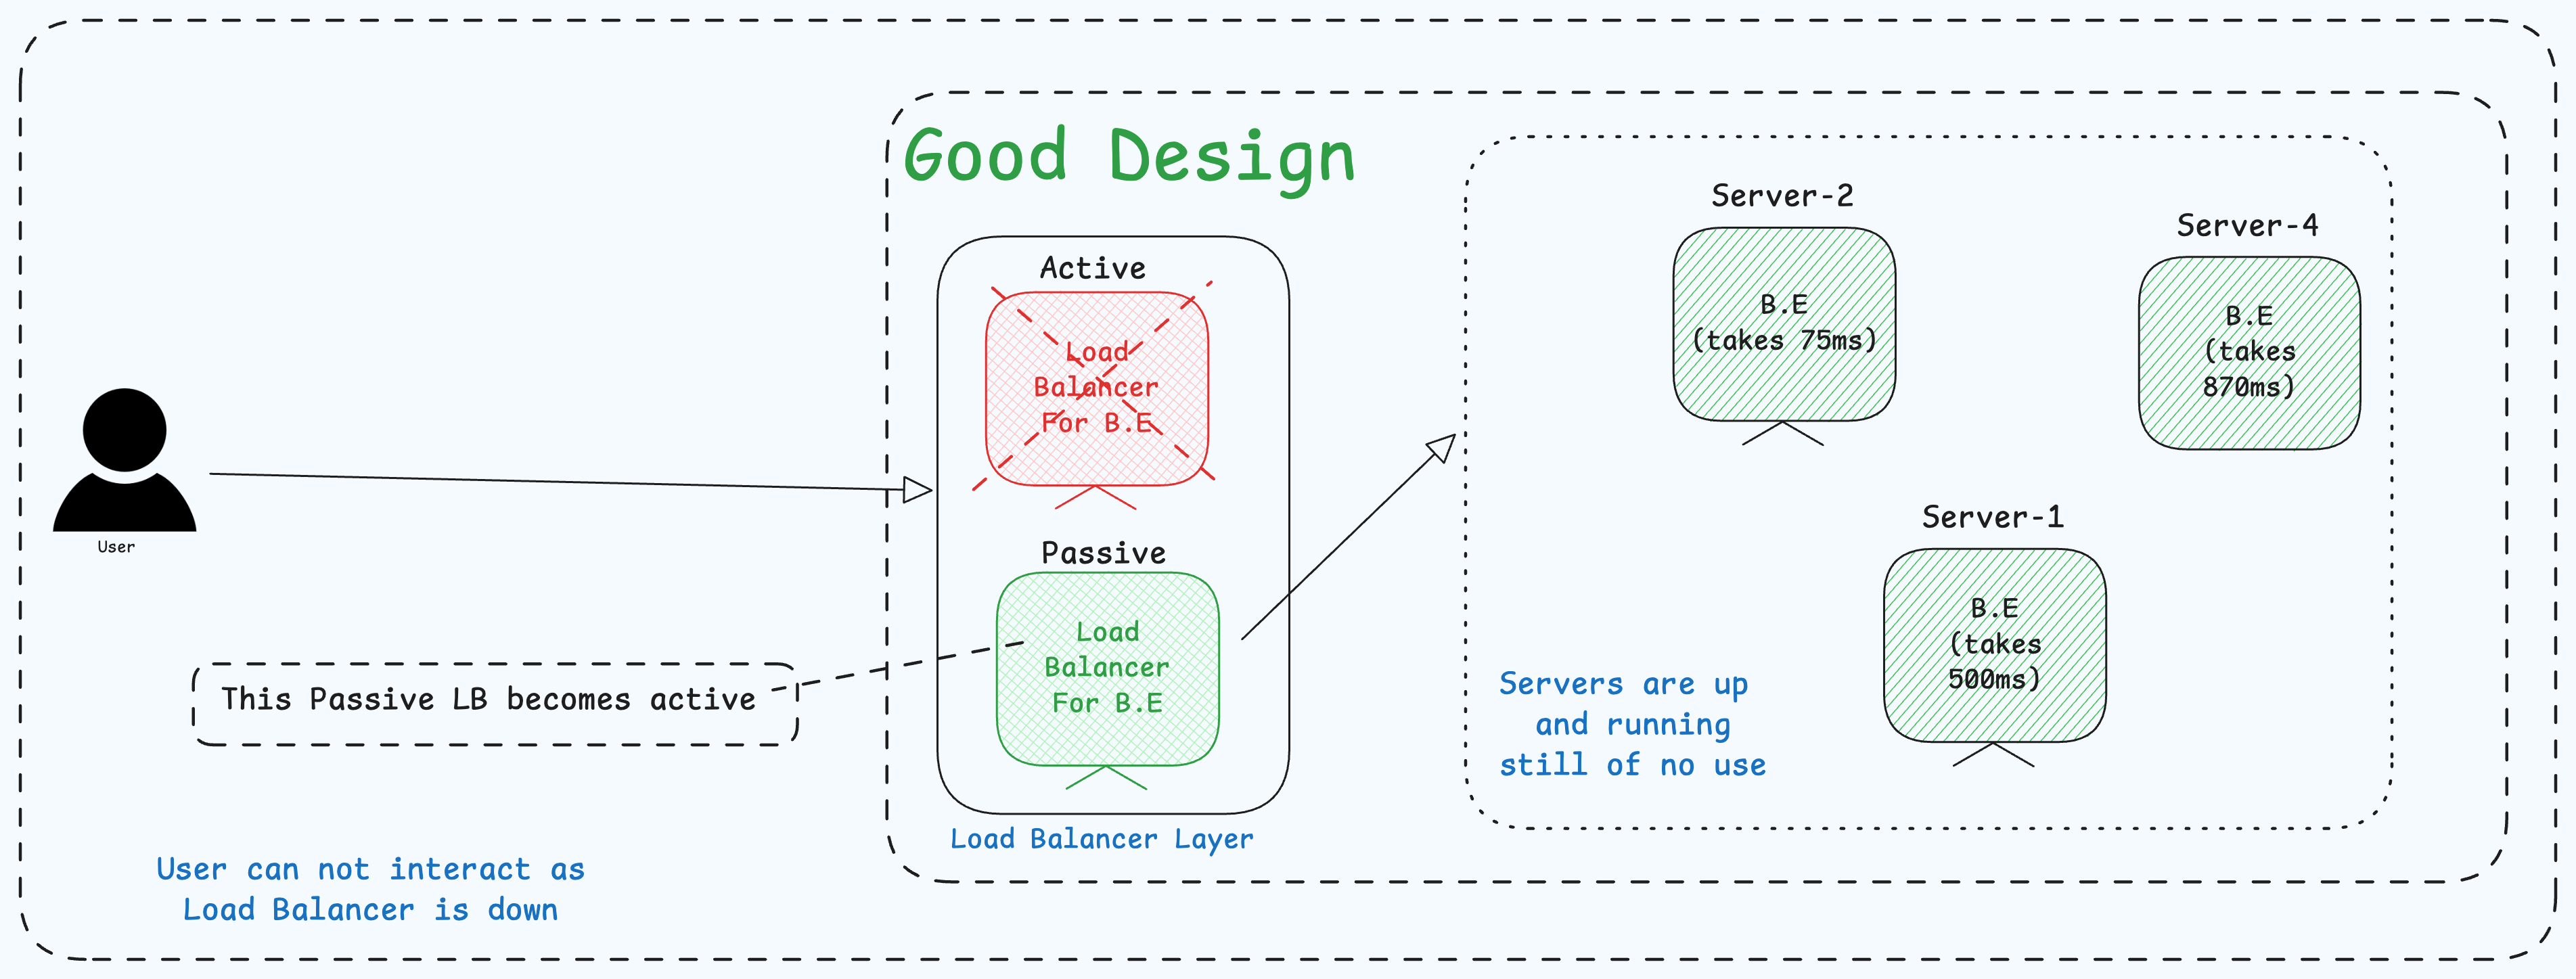 Good Design
Active
Load
Balancer
For B.E
Passive
Load
Balancer
For B.E
Load Balancer Layer
User
This Passive LB becomes active
User can not interact as
Load Balancer is down
Server-2
B.E
(takes 75ms)
Server-4
B.E
(takes
870ms)
Server-1
B.E
(takes
500ms)
Servers are up
and running
still of no use